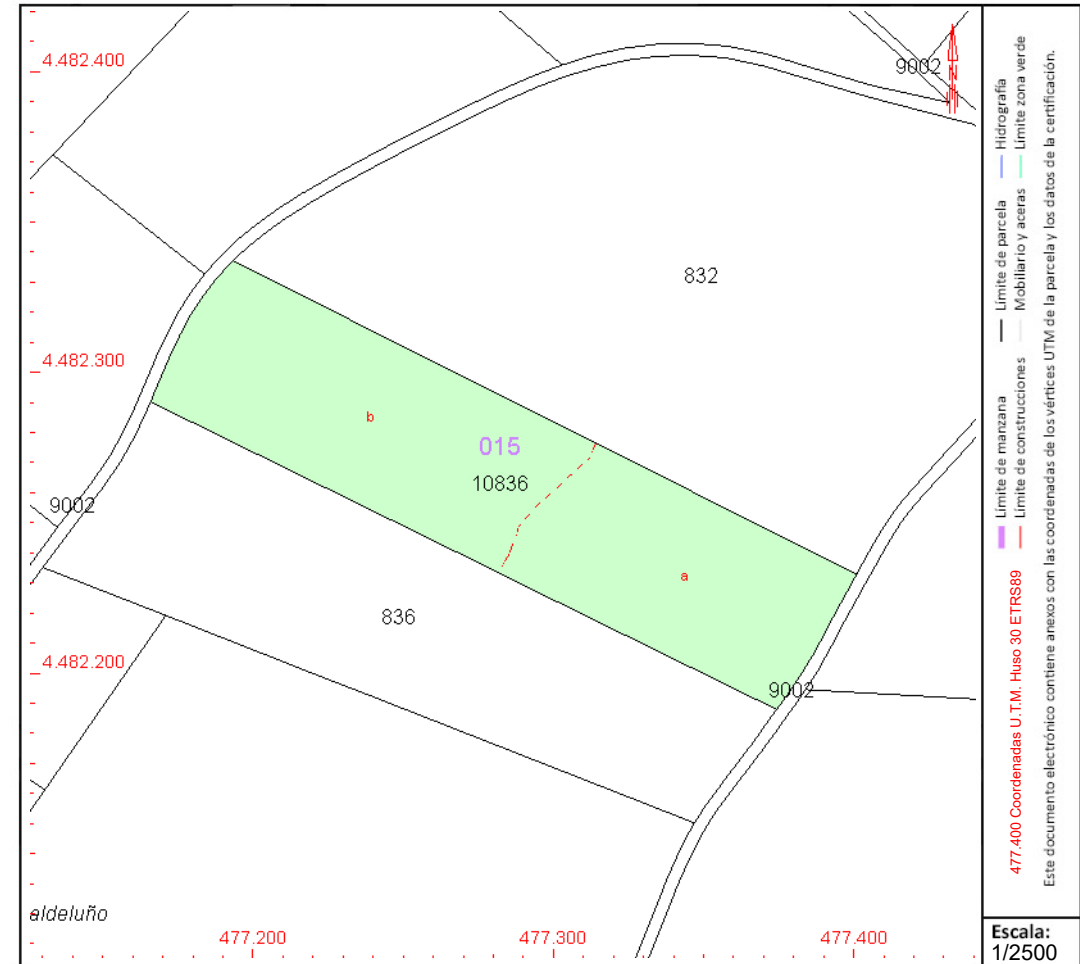 4.482.400
9002
832
4.482.300
b
015
10836
9002
a
836
4.482.200
9002
aldeluño
477.200
477.300
477.400
Hidrografía
Límite zona verde
Límite de parcela
Mobiliario y aceras
Límite de manzana
Límite de construcciones
477.400 Coordenadas U.T.M. Huso 30 ETRS89
Este documento electrónico contiene anexos con las coordenadas de los vértices UTM de la parcela y los datos de la certificación.
Escala:
1/2500